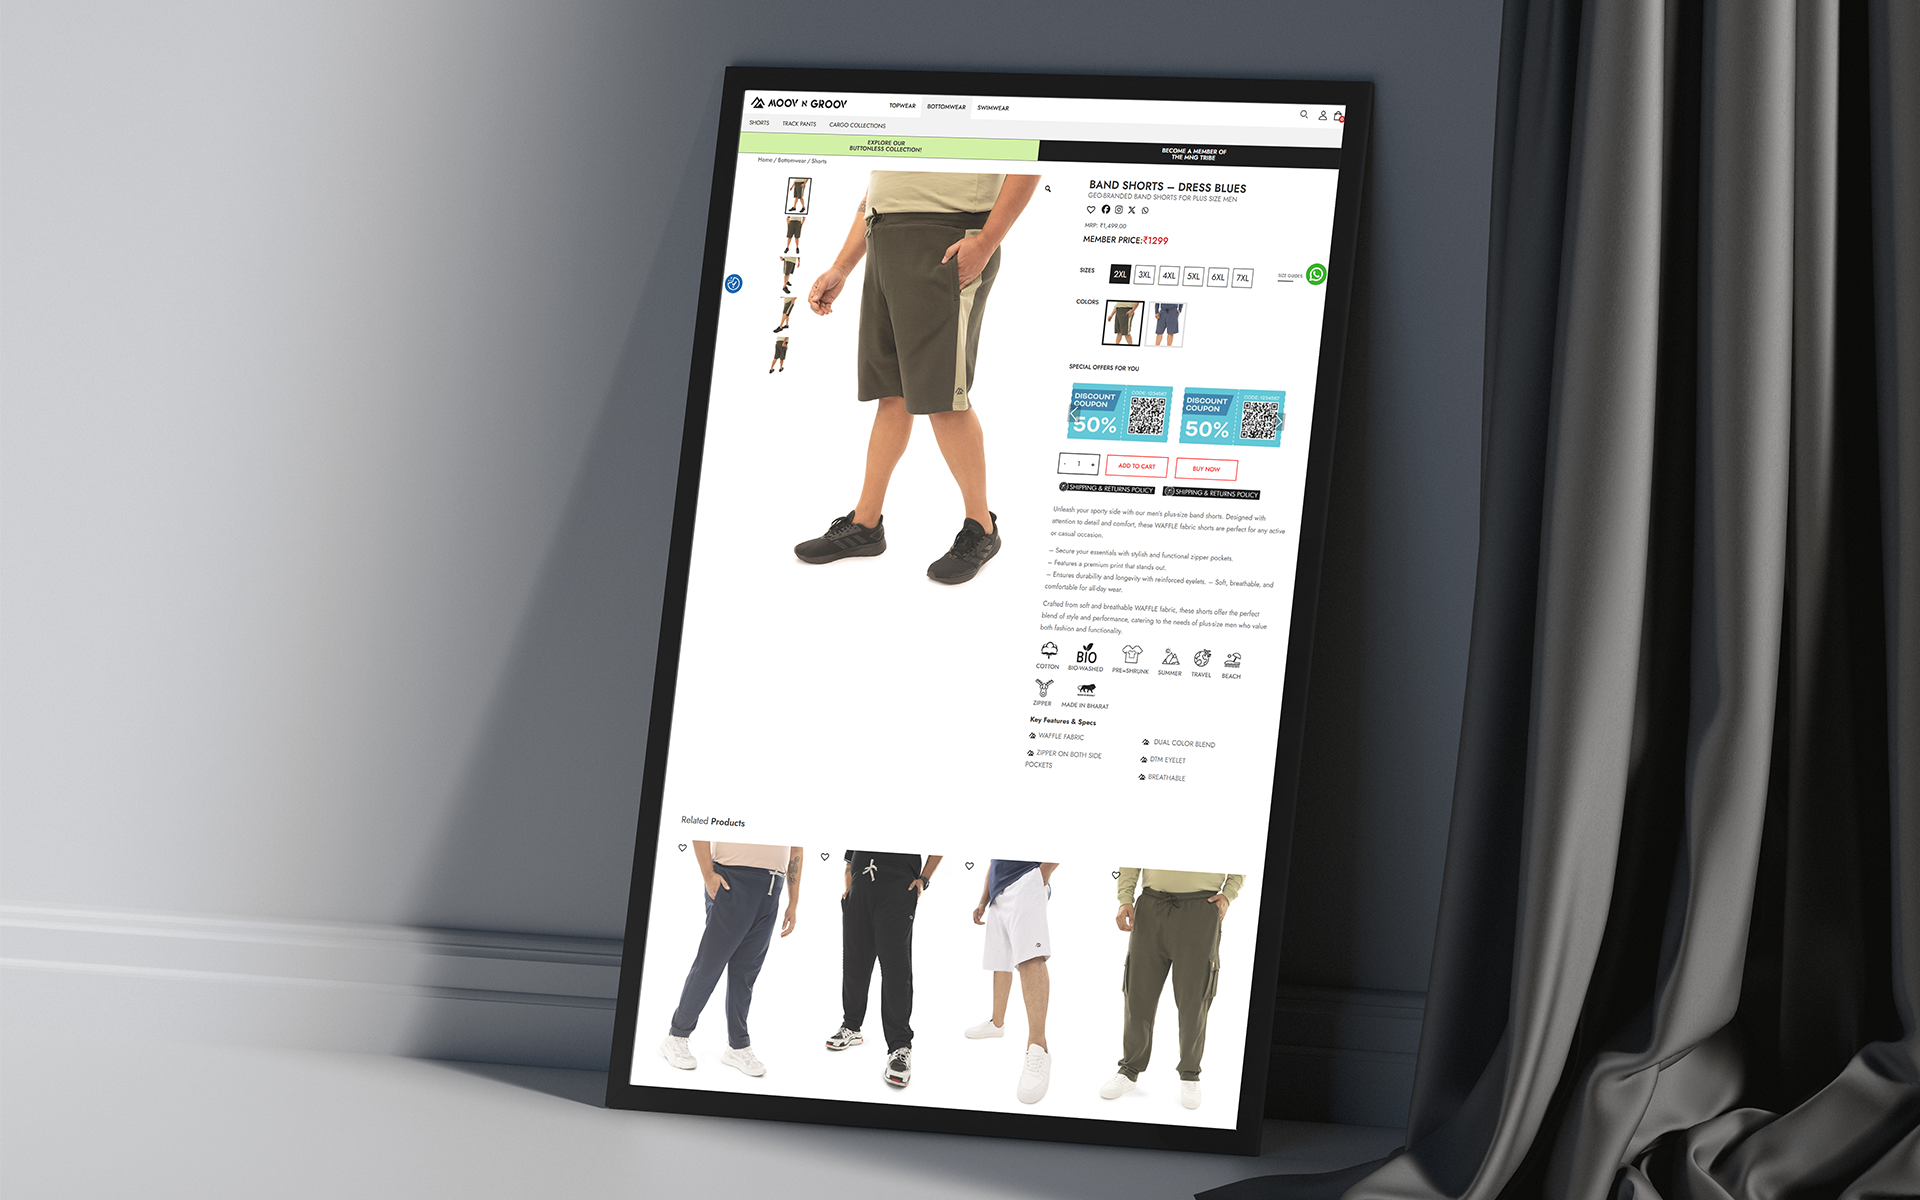 MOOV N GROOV
TOPWEAR
BOTTOMWEAR
SWIMWEAR
SHORTS
TRACK PANTS
CARGO COLLECTIONS
EXPLORE OUR
BUTTONLESS COLLECTION!
BECOME A MEMBER OF
THE MNG TRIBE
Home / Bottomwear / Shorts
BAND SHORTS – DRESS BLUES
GEO-BRANDED BAND SHORTS FOR PLUS SIZE MEN
MRP: ₹1,499.00
MEMBER PRICE:₹1299
SIZES
2XL 3XL 4XL 5XL 6XL 7XL
SIZE GUIDES
COLORS
SPECIAL OFFERS FOR YOU
DISCOUNT
COUPON
50%
CODE: 1234567
DISCOUNT
COUPON
50%
CODE: 1234567
- 1 +
ADD TO CART
BUY NOW
SHIPPING & RETURNS POLICY
SHIPPING & RETURNS POLICY
Unleash your sporty side with our men's plus-size band shorts. Designed with
attention to detail and comfort, these WAFFLE fabric shorts are perfect for any active
or casual occasion.
– Secure your essentials with stylish and functional zipper pockets.
– Features a premium print that stands out.
– Ensures durability and longevity with reinforced eyelets. – Soft, breathable, and
comfortable for all-day wear.
Crafted from soft and breathable WAFFLE fabric, these shorts offer the perfect
blend of style and performance, catering to the needs of plus-size men who value
both fashion and functionality.
COTTON
BIO
BIO-WASHED
PRE=SHRUNK
SUMMER
TRAVEL
BEACH
ZIPPER
MADE IN BHARAT
Key Features & Specs
WAFFLE FABRIC
ZIPPER ON BOTH SIDE
POCKETS
DUAL COLOR BLEND
DTM EYELET
BREATHABLE
Related Products